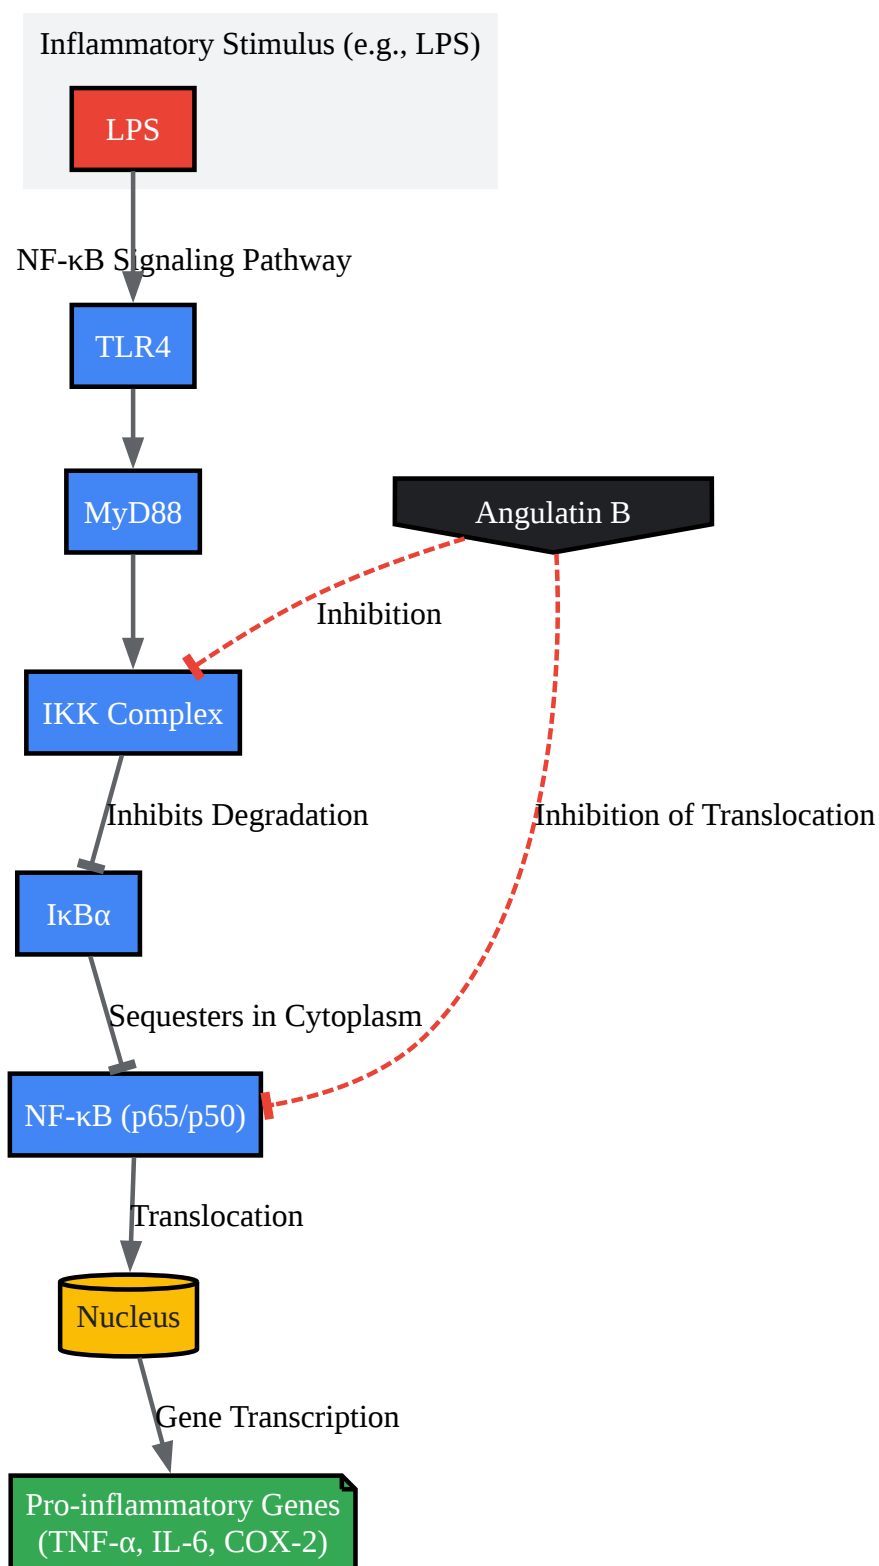 Inflammatory Stimulus (e.g., LPS)
LPS
NF-κB Signaling Pathway
TLR4
MyD88
Angulatin B
Inhibition
IKK Complex
Inhibits Degradation
Inhibition of Translocation
IκBα
Sequesters in Cytoplasm
NF-κB (p65/p50)
Translocation
Nucleus
Gene Transcription
Pro-inflammatory Genes
(TNF-α, IL-6, COX-2)